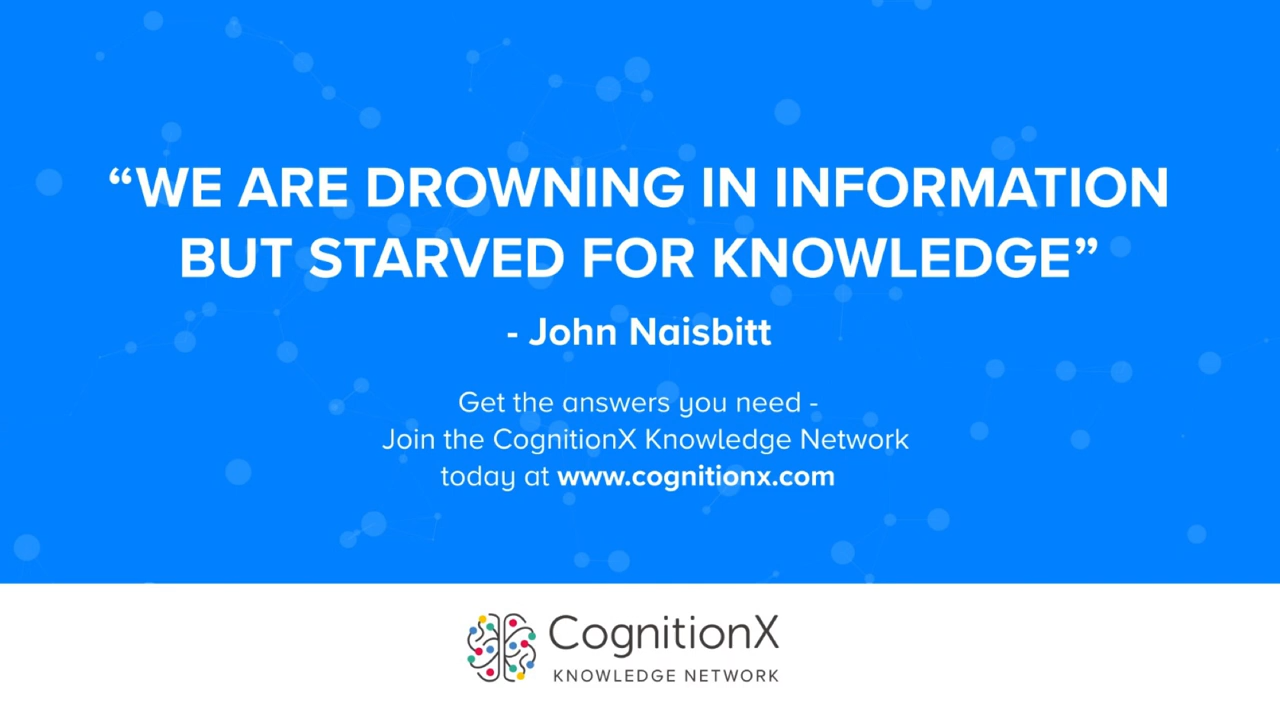 “WE ARE DROWNING IN INFORMATION
BUT STARVED FOR KNOWLEDGE”
- John Naisbitt
Get the answers you need -
Join the CognitionX Knowledge Network
today at www.cognitionx.com
CognitionX
KNOWLEDGE NETWORK